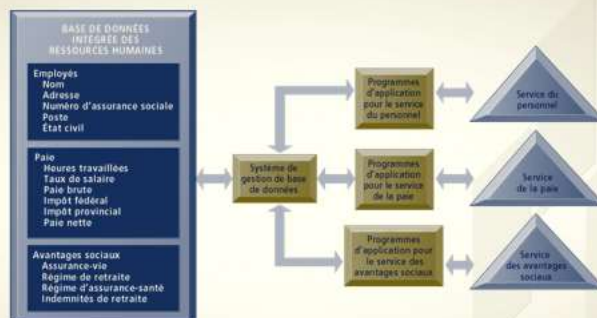 BASE DE DONNÉES
INTÉGRÉE DES
RESSOURCES HUMAINES
Employés
Nom
Adresse
Numéro d'assurance sociale
Poste
État civil
Paie
Heures travaillées
Taux de salaire
Paie brute
Impôt fédéral
Impôt provincial
Paie nette
Avantages sociaux
Assurance-vie
Régime de retraite
Régime d'assurance-santé
Indemnités de retraite
Système de
gestion de base
de données
Programmes
d'application
pour le service
du personnel
Service du
personnel
Programmes
d'application
pour le service
de la paie
Service
de la paie
Programmes
d'application pour
le service des
avantages sociaux
Service
des avantages
sociaux